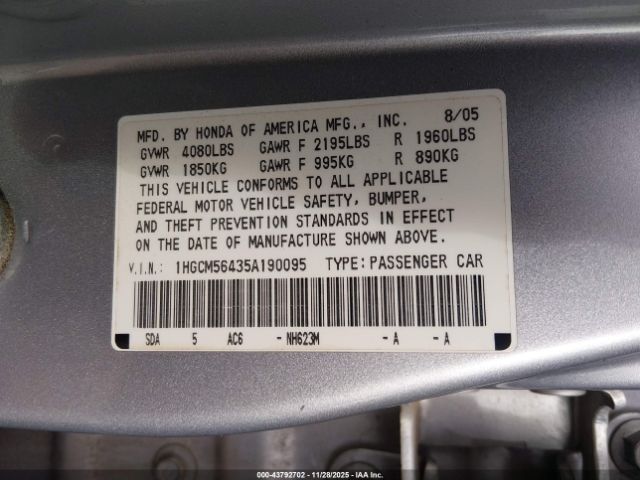 MFD. BY HONDA OF AMERICA MFG., INC. 8/05
GVWR 4080LBS GAWR F 2195LBS R 1960LBS
GVWR 1850KG GAWR F 995KG R 890KG
THIS VEHICLE CONFORMS TO ALL APPLICABLE
FEDERAL MOTOR VEHICLE SAFETY, BUMPER,
AND THEFT PREVENTION STANDARDS IN EFFECT
ON THE DATE OF MANUFACTURE SHOWN ABOVE.
V.I.N.: 1HGCM56435A190095 TYPE: PASSENGER CAR
SDA 5 AC6 - NH623M - A - A
000-43792702 11/28/2025 copart.com